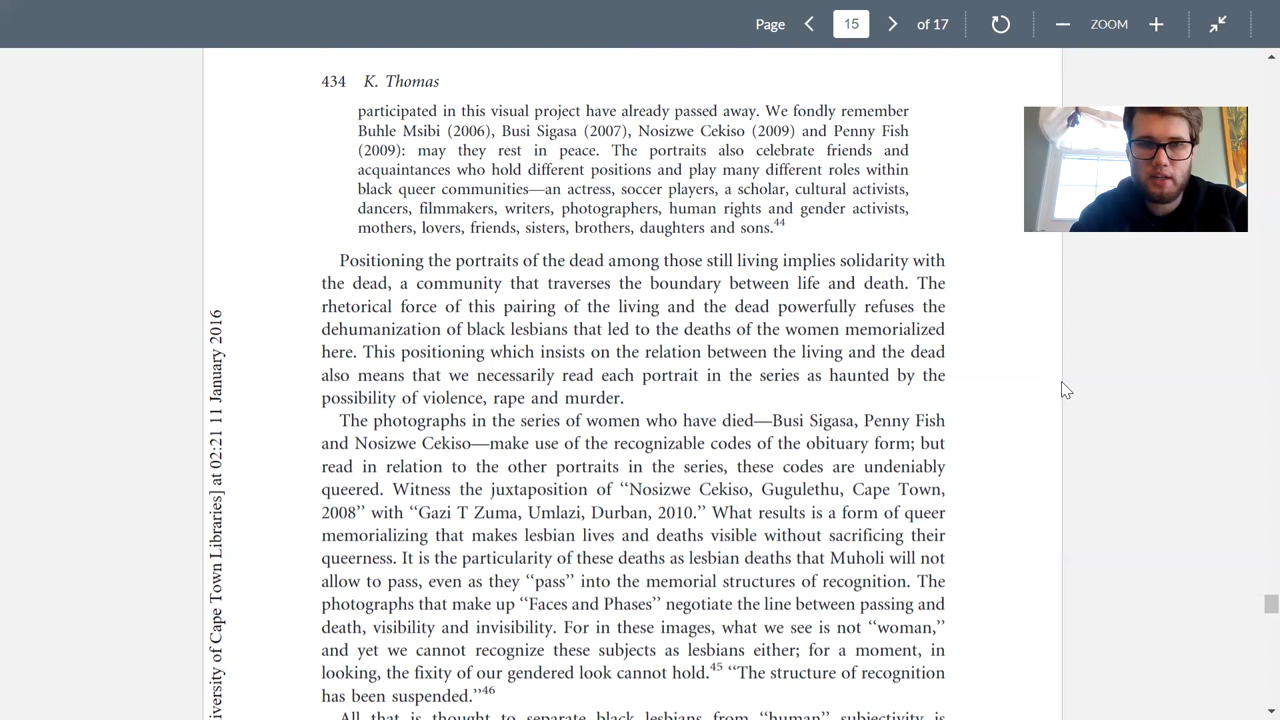 Page 15 of 17 ZOOM
434 K. Thomas
participated in this visual project have already passed away. We fondly remember
Buhle Msibi (2006), Busi Sigasa (2007), Nosizwe Cekiso (2009) and Penny Fish
(2009): may they rest in peace. The portraits also celebrate friends and
acquaintances who hold different positions and play many different roles within
black queer communities—an actress, soccer players, a scholar, cultural activists,
dancers, filmmakers, writers, photographers, human rights and gender activists,
mothers, lovers, friends, sisters, brothers, daughters and sons.44
Positioning the portraits of the dead among those still living implies solidarity with
the dead, a community that traverses the boundary between life and death. The
rhetorical force of this pairing of the living and the dead powerfully refuses the
dehumanization of black lesbians that led to the deaths of the women memorialized
here. This positioning which insists on the relation between the living and the dead
also means that we necessarily read each portrait in the series as haunted by the
possibility of violence, rape and murder.
The photographs in the series of women who have died—Busi Sigasa, Penny Fish
and Nosizwe Cekiso—make use of the recognizable codes of the obituary form; but
read in relation to the other portraits in the series, these codes are undeniably
queered. Witness the juxtaposition of ‘‘Nosizwe Cekiso, Gugulethu, Cape Town,
2008’’ with ‘‘Gazi T Zuma, Umlazi, Durban, 2010.’’ What results is a form of queer
memorializing that makes lesbian lives and deaths visible without sacrificing their
queerness. It is the particularity of these deaths as lesbian deaths that Muholi will not
allow to pass, even as they ‘‘pass’’ into the memorial structures of recognition. The
photographs that make up ‘‘Faces and Phases’’ negotiate the line between passing and
death, visibility and invisibility. For in these images, what we see is not ‘‘woman,’’
and yet we cannot recognize these subjects as lesbians either; for a moment, in
looking, the fixity of our gendered look cannot hold.45 ‘‘The structure of recognition
has been suspended.’’46
All that is thought to separate black lesbians from ‘‘human’’ subjectivity is
iversity of Cape Town Libraries] at 02:21 11 January 2016